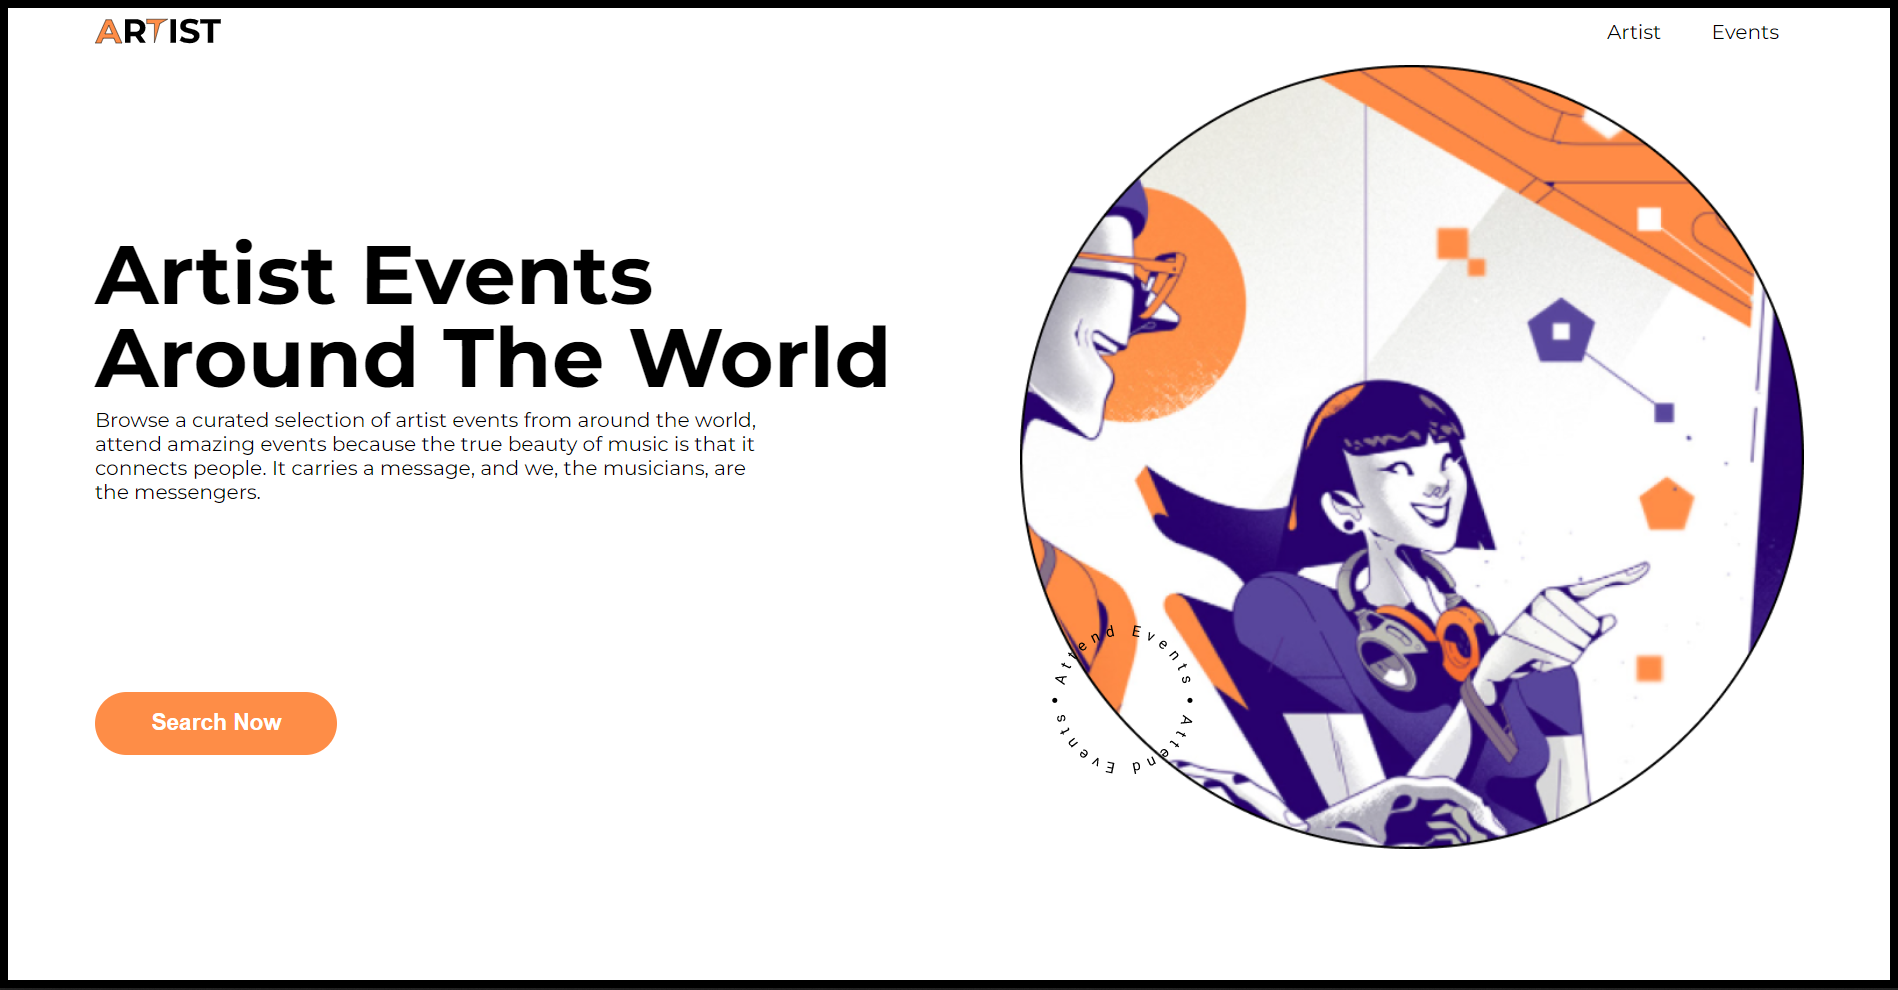 ARTIST
Artist
Events
Artist Events
Around The World
Browse a curated selection of artist events from around the world,
attend amazing events because the true beauty of music is that it
connects people. It carries a message, and we, the musicians, are
the messengers.
Attend Events • Attend Events •
Search Now